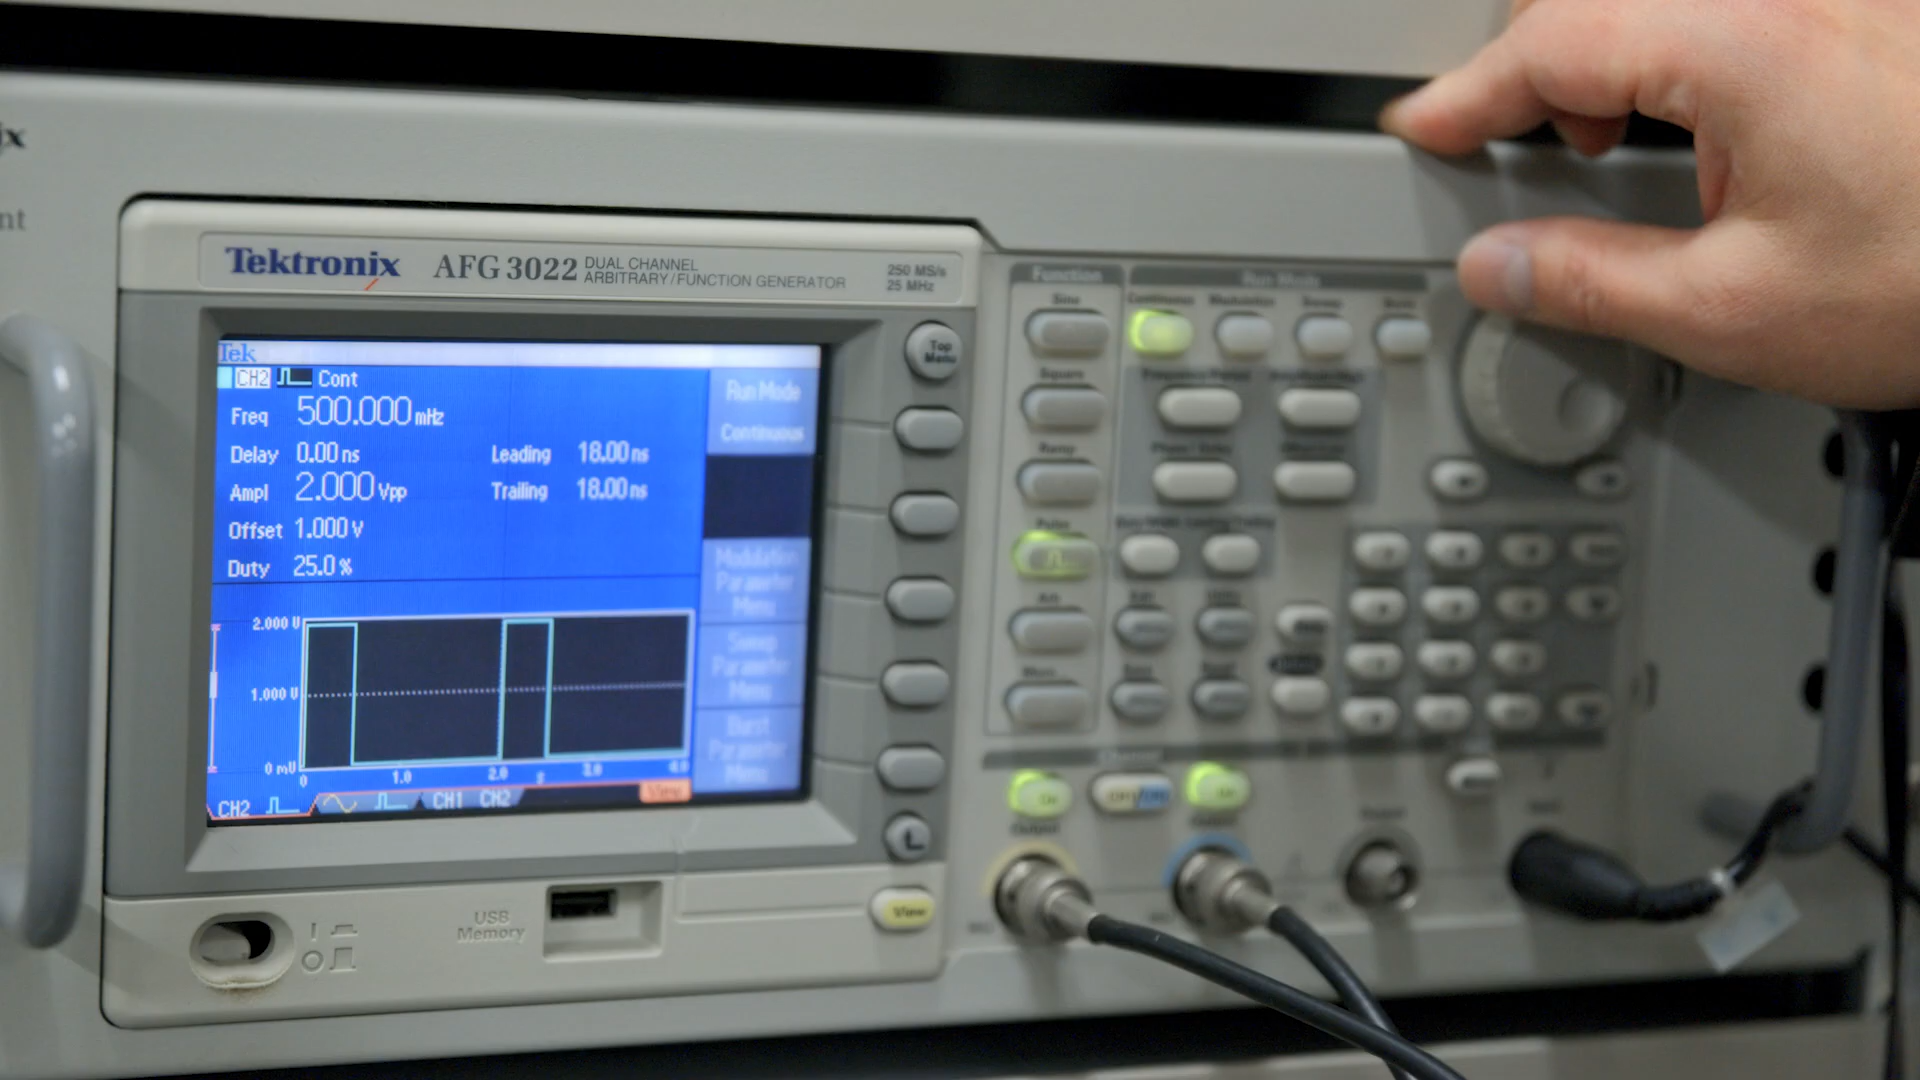 Tektronix AFG 3022 DUAL CHANNEL
ARBITRARY/FUNCTION GENERATOR
250 MS/s
25 MHz
Tek
CH2 Cont
Freq 500.000 mHz
Delay 0.00 ns
Leading 18.00 ns
Ampl 2.000 Vpp
Trailing 18.00 ns
Offset 1.000 V
Duty 25.0 %
2.000 V
1.000 V
0 mV
0 1.0 2.0 s 3.0 4.0
CH2 CH1 CH2
View
Run Mode
Continuous
Modulation
Parameter
Menu
Sweep
Parameter
Menu
Burst
Parameter
Menu
Top
Menu
USB
Memory
View
Function
Run Mode
Sine
Continuous
Modulation
Sweep
Burst
Square
Ramp
Pulse
Arb
On
Output